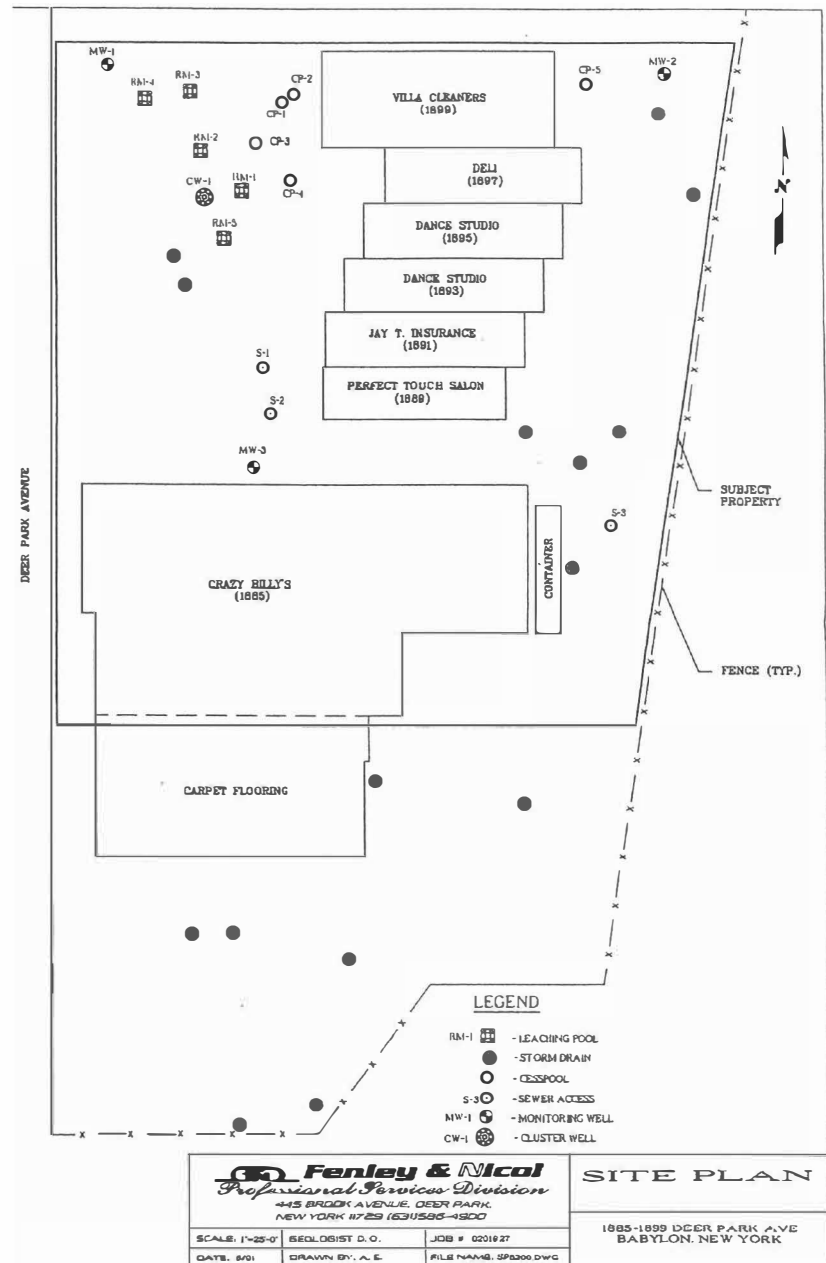 MW-1
RM-4
RM-3
CP-2
CP-1
CP-5
MW-2
VILLA CLEANERS
(1899)
RM-2
CP-3
DELI
(1897)
CW-1
RM-1
CP-4
RM-5
DANCE STUDIO
(1895)
DANCE STUDIO
(1893)
JAY T. INSURANCE
(1891)
S-1
PERFECT TOUCH SALON
(1889)
S-2
MW-3
DEER PARK AVENUE
SUBJECT
PROPERTY
S-3
CONTAINER
CRAZY BILLY'S
(1885)
FENCE (TYP.)
CARPET FLOORING
LEGEND
RM-1 - LEACHING POOL
- STORM DRAIN
- CESSPOOL
S-3 - SEWER ACCESS
MW-1 - MONITORING WELL
CW-1 - CLUSTER WELL
Fenley & Nicol
Professional Services Division
445 BROOK AVENUE, DEER PARK,
NEW YORK 11729 (631)586-4900
SITE PLAN
1885-1899 DEER PARK AVE
BABYLON, NEW YORK
SCALE: 1"=25'-0" GEOLOGIST D. O. JOB # 0201927
DATE: DRAWN BY: A. E. FILE NAME: